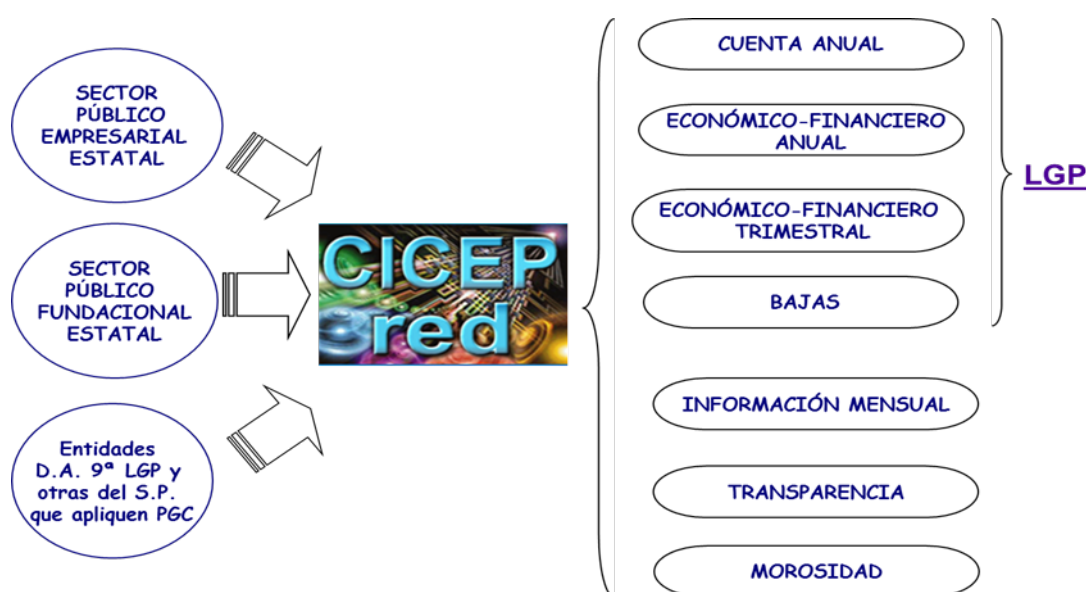 SECTOR
PÚBLICO
EMPRESARIAL
ESTATAL
SECTOR
PÚBLICO
FUNDACIONAL
ESTATAL
Entidades
D.A. 9ª LGP y
otras del S.P.
que apliquen PGC
CICEP
red
CUENTA ANUAL
ECONÓMICO-FINANCIERO
ANUAL
ECONÓMICO-FINANCIERO
TRIMESTRAL
BAJAS
INFORMACIÓN MENSUAL
TRANSPARENCIA
MOROSIDAD
LGP